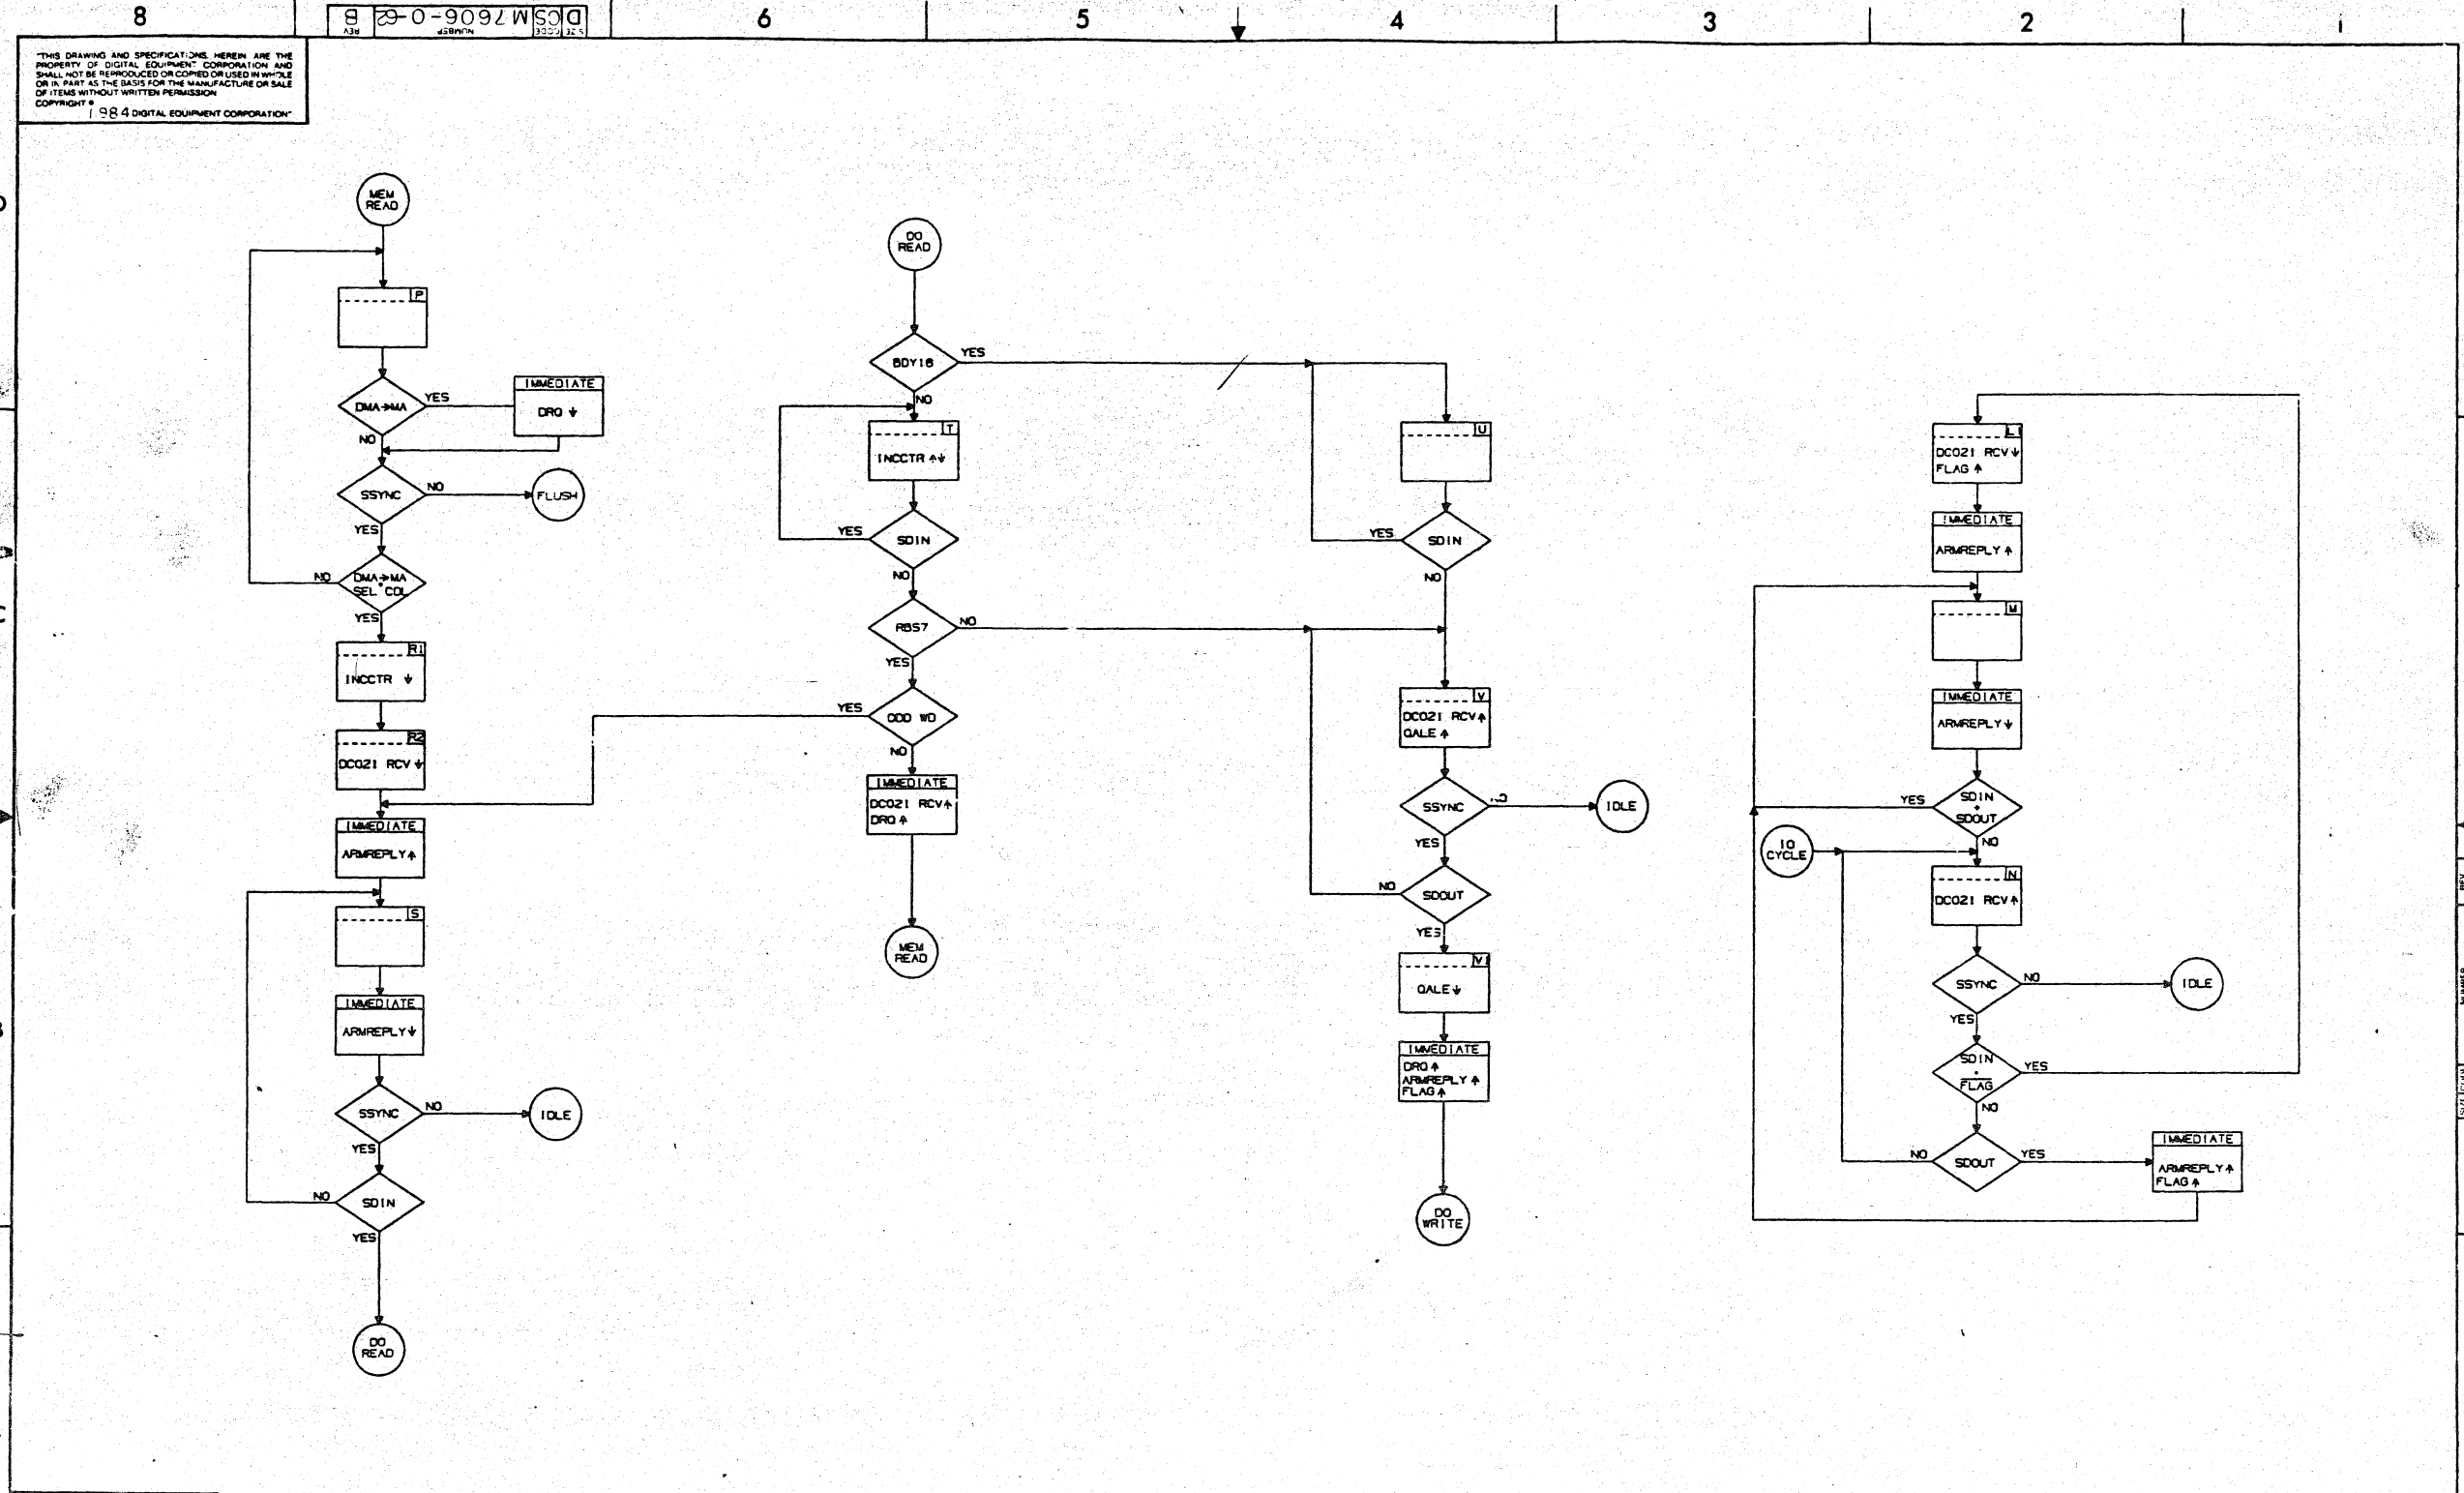 8
6
5
4
3
2
1
SIZE CODE NUMBER REV
D CS M7606-0-62 B
"THIS DRAWING AND SPECIFICATIONS, HEREIN, ARE THE
PROPERTY OF DIGITAL EQUIPMENT CORPORATION AND
SHALL NOT BE REPRODUCED OR COPIED OR USED IN WHOLE
OR IN PART AS THE BASIS FOR THE MANUFACTURE OR SALE
OF ITEMS WITHOUT WRITTEN PERMISSION
COPYRIGHT ©
1984 DIGITAL EQUIPMENT CORPORATION"
MEM
READ
P
DMA→MA
YES
NO
IMMEDIATE
DRQ ↓
SSYNC
NO
FLUSH
YES
DMA→MA
•
SEL COL
NO
YES
R1
INCCTR ↓
R2
DC021 RCV↓
IMMEDIATE
ARMREPLY↑
S
IMMEDIATE
ARMREPLY↓
SSYNC
NO
IDLE
YES
SDIN
NO
YES
DO
READ
DO
READ
BDY16
YES
NO
T
INCCTR ↑↓
SDIN
YES
NO
RBS7
NO
YES
ODD WD
YES
NO
IMMEDIATE
DC021 RCV↑
DRQ↑
MEM
READ
U
SDIN
YES
NO
V
DC021 RCV↑
QALE↑
SSYNC
NO
IDLE
YES
SDOUT
NO
YES
V1
QALE↓
IMMEDIATE
DRQ↑
ARMREPLY↑
FLAG↑
DO
WRITE
L1
DC021 RCV↓
FLAG↑
IMMEDIATE
ARMREPLY↑
M
IMMEDIATE
ARMREPLY↓
SDIN
+
SDOUT
YES
NO
IO
CYCLE
N
DC021 RCV↑
SSYNC
NO
IDLE
YES
SDIN
•
F̅L̅A̅G̅
YES
NO
SDOUT
NO
YES
IMMEDIATE
ARMREPLY↑
FLAG↑